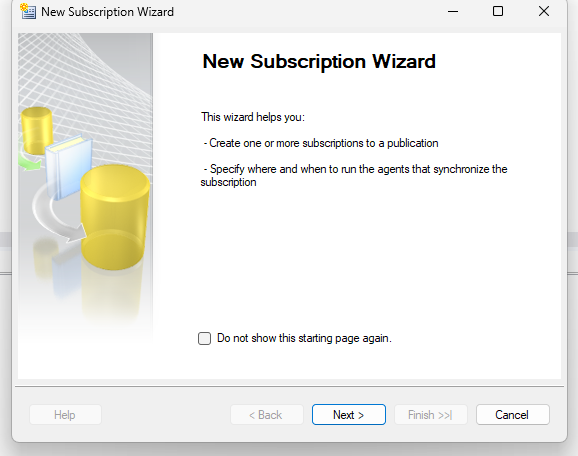 New Subscription Wizard
New Subscription Wizard
This wizard helps you:
- Create one or more subscriptions to a publication
- Specify where and when to run the agents that synchronize the
subscription
Do not show this starting page again.
Help
< Back
Next >
Finish >>|
Cancel